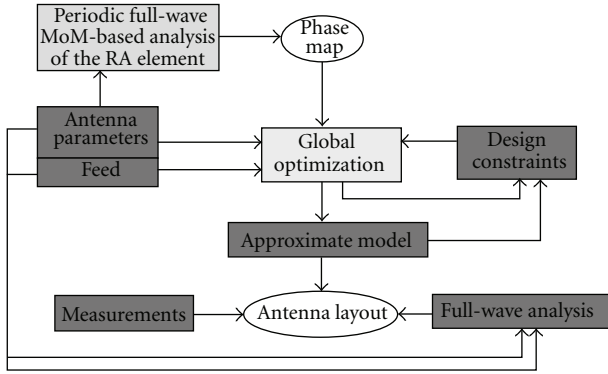 Periodic full-wave
MoM-based analysis
of the RA element
Phase
map
Antenna
parameters
Feed
Global
optimization
Design
constraints
Approximate model
Measurements
Antenna layout
Full-wave analysis